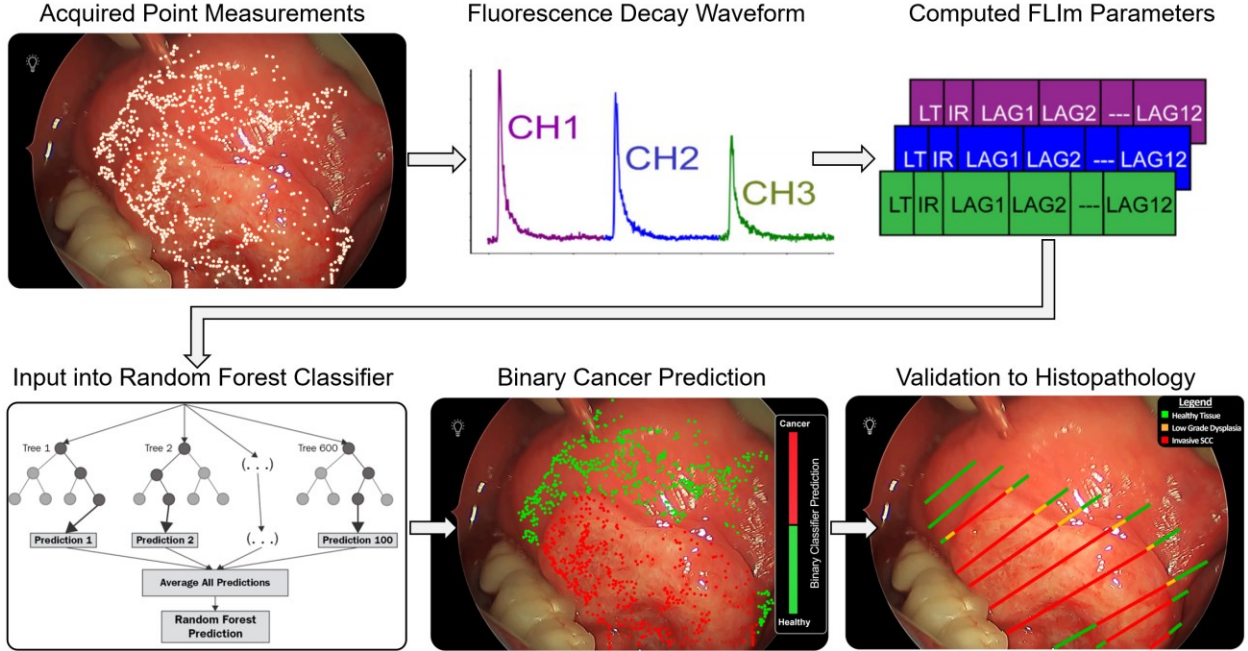 Acquired Point Measurements
Fluorescence Decay Waveform
Computed FLIm Parameters
CH1
CH2
CH3
LT IR LAG1 LAG2 --- LAG12
LT IR LAG1 LAG2 --- LAG12
LT IR LAG1 LAG2 --- LAG12
Input into Random Forest Classifier
Binary Cancer Prediction
Validation to Histopathology
Tree 1
Tree 2
(. . .)
Tree 600
Prediction 1
Prediction 2
(. . .)
Prediction 100
Average All Predictions
Random Forest
Prediction
Cancer
Binary Classifier Prediction
Healthy
Legend
Healthy Tissue
Low Grade Dysplasia
Invasive SCC